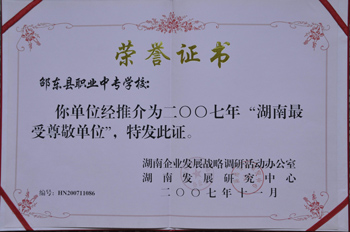 荣誉证书
邵东县职业中专学校:
你单位经推介为二〇〇七年“湖南最
受尊敬单位”,特发此证。
湖南企业发展战略调研活动办公室
湖南发展研究中心
编号:HN200711086
二〇〇七年十一月